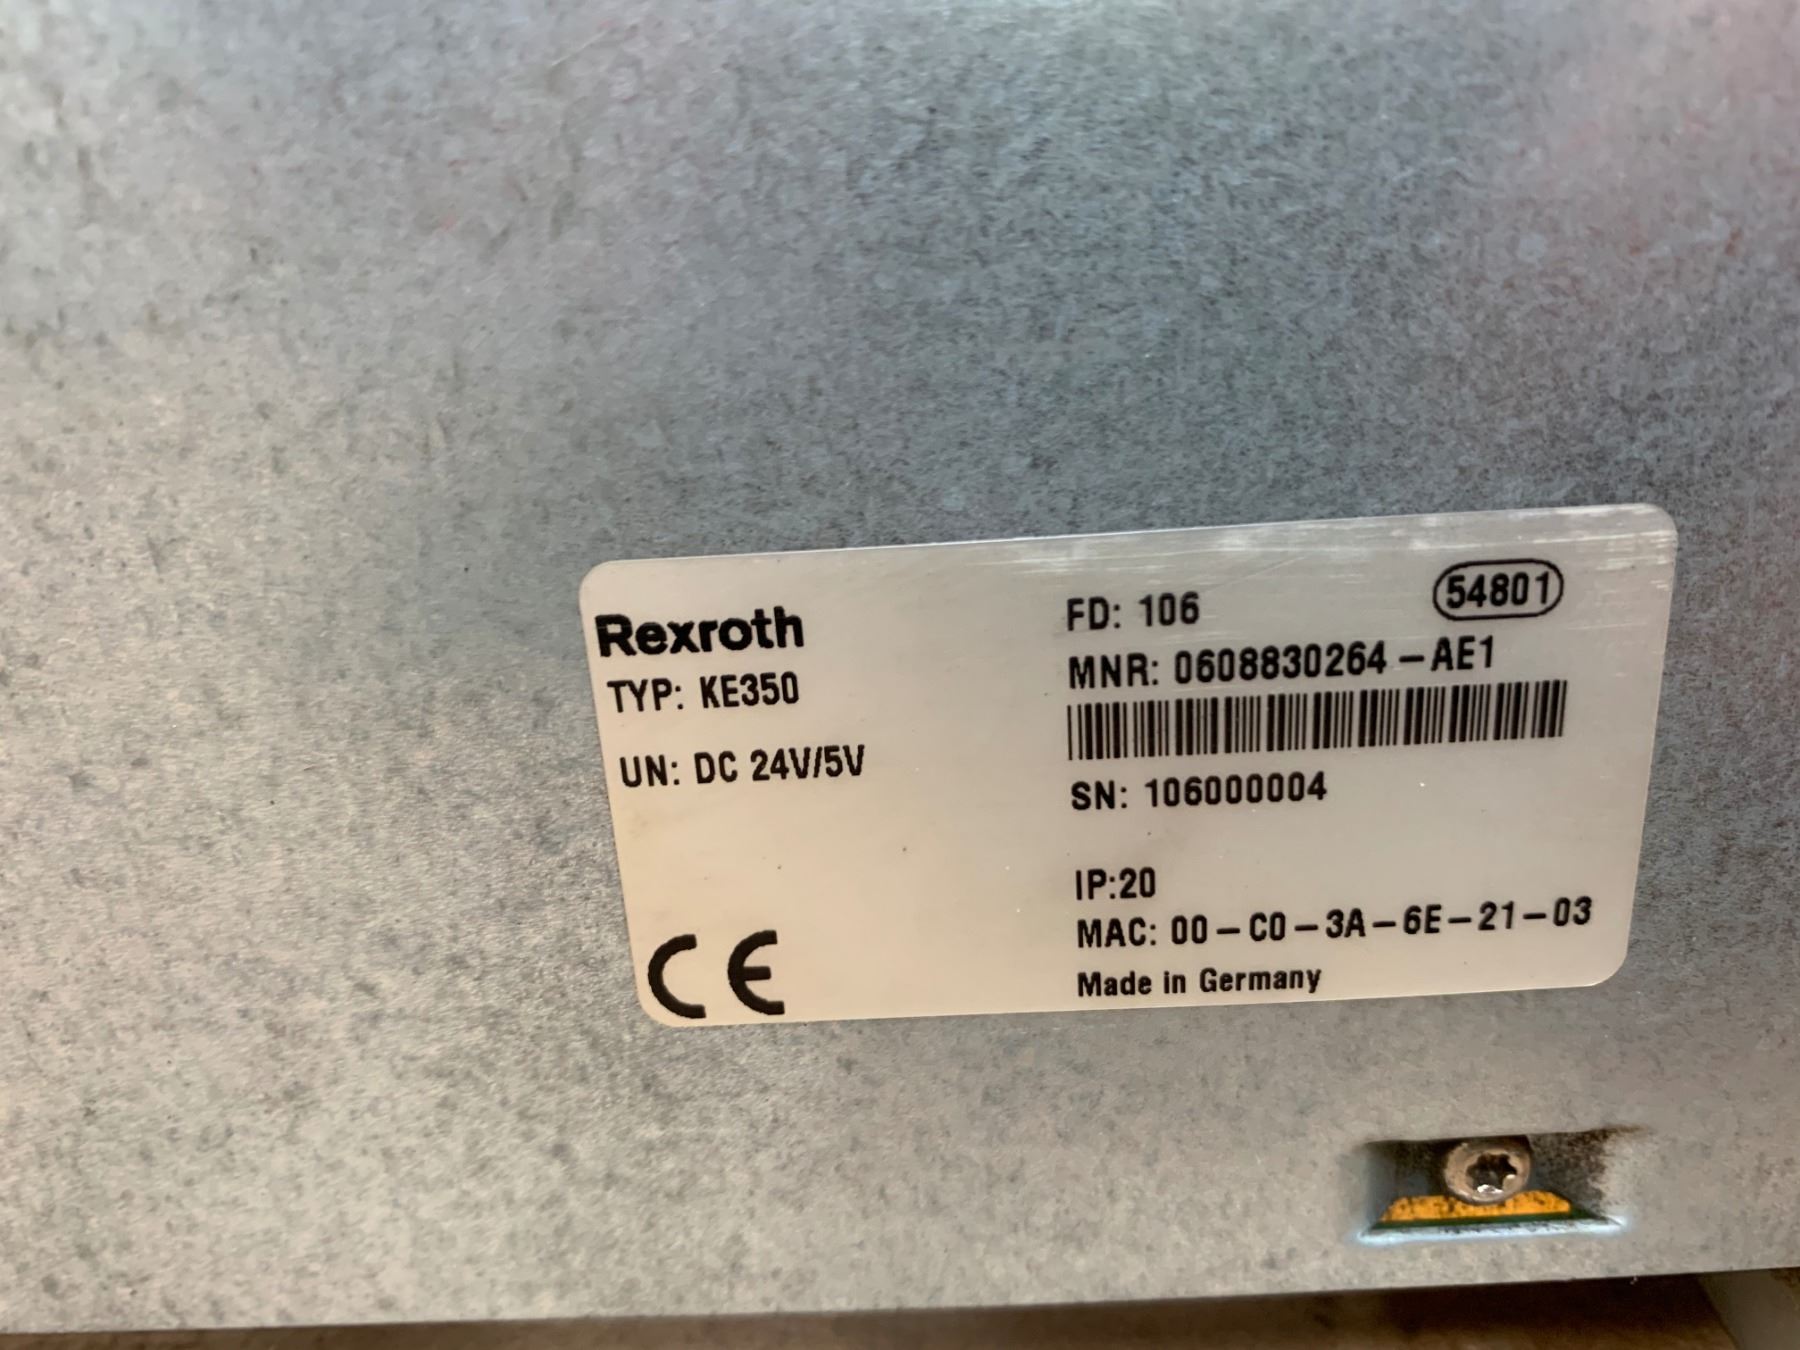 Rexroth
TYP: KE350
UN: DC 24V/5V
CE
FD: 106
54801
MNR: 0608830264-AE1
SN: 106000004
IP:20
MAC: 00-C0-3A-6E-21-03
Made in Germany